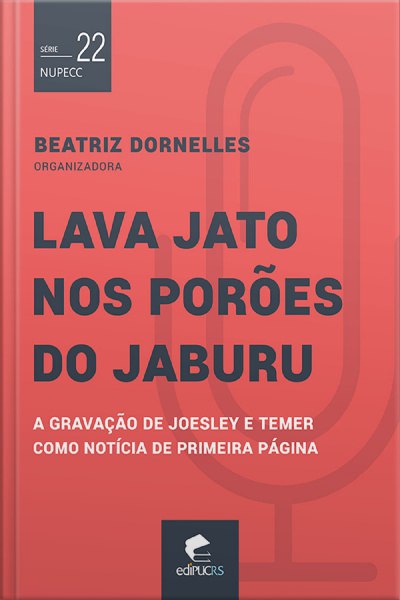 SÉRIE 22
NUPECC
BEATRIZ DORNELLES
ORGANIZADORA
LAVA JATO
NOS PORÕES
DO JABURU
A GRAVAÇÃO DE JOESLEY E TEMER
COMO NOTÍCIA DE PRIMEIRA PÁGINA
ediPUCRS